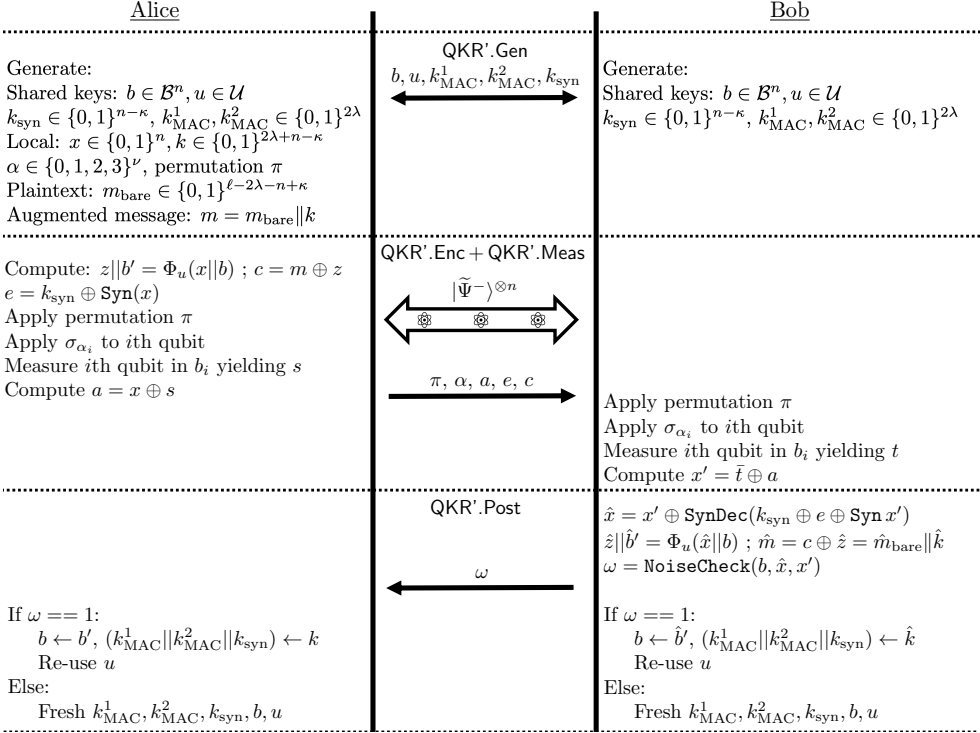 Alice
Bob
QKR'.Gen
b, u, k¹_MAC, k²_MAC, k_syn
Generate:
Shared keys: b ∈ 𝓑ⁿ, u ∈ 𝒰
k_syn ∈ {0, 1}^{n−κ}, k¹_MAC, k²_MAC ∈ {0, 1}^{2λ}
Local: x ∈ {0, 1}ⁿ, k ∈ {0, 1}^{2λ+n−κ}
α ∈ {0, 1, 2, 3}^ν, permutation π
Plaintext: m_bare ∈ {0, 1}^{ℓ−2λ−n+κ}
Augmented message: m = m_bare‖k
Generate:
Shared keys: b ∈ 𝓑ⁿ, u ∈ 𝒰
k_syn ∈ {0, 1}^{n−κ}, k¹_MAC, k²_MAC ∈ {0, 1}^{2λ}
QKR'.Enc + QKR'.Meas
|Ψ̃⁻⟩^{⊗n}
Compute: z||b′ = Φ_u(x||b) ; c = m ⊕ z
e = k_syn ⊕ Syn(x)
Apply permutation π
Apply σ_{α_i} to ith qubit
Measure ith qubit in b_i yielding s
Compute a = x ⊕ s
π, α, a, e, c
Apply permutation π
Apply σ_{α_i} to ith qubit
Measure ith qubit in b_i yielding t
Compute x′ = t̄ ⊕ a
QKR'.Post
x̂ = x′ ⊕ SynDec(k_syn ⊕ e ⊕ Syn x′)
ẑ||b̂′ = Φ_u(x̂||b) ; m̂ = c ⊕ ẑ = m̂_bare‖k̂
ω = NoiseCheck(b, x̂, x′)
ω
If ω == 1:
b ← b′, (k¹_MAC||k²_MAC||k_syn) ← k
Re-use u
Else:
Fresh k¹_MAC, k²_MAC, k_syn, b, u
If ω == 1:
b ← b̂′, (k¹_MAC||k²_MAC||k_syn) ← k̂
Re-use u
Else:
Fresh k¹_MAC, k²_MAC, k_syn, b, u